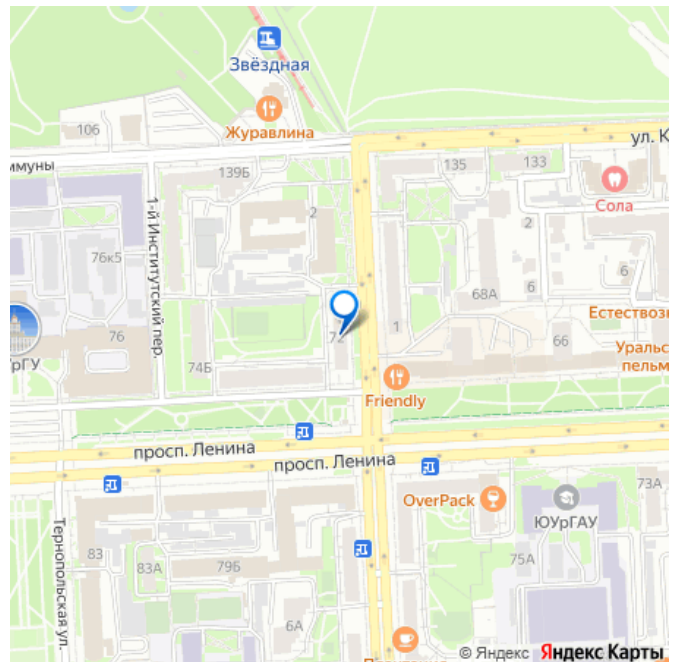 Звёздная
106
Журавлина
ммуны
139Б
135
133
ул. К
Сола
1-й Институтский пер.
2
2
76к5
6
6
68А
Естествоз
76
рГУ
74Б
72
1
66
Уральс
пельм
Friendly
просп. Ленина
просп. Ленина
OverPack
ЮУрГАУ
73А
Тернопольская ул.
83
83А
79Б
75А
6А
© Яндекс Яндекс Карты